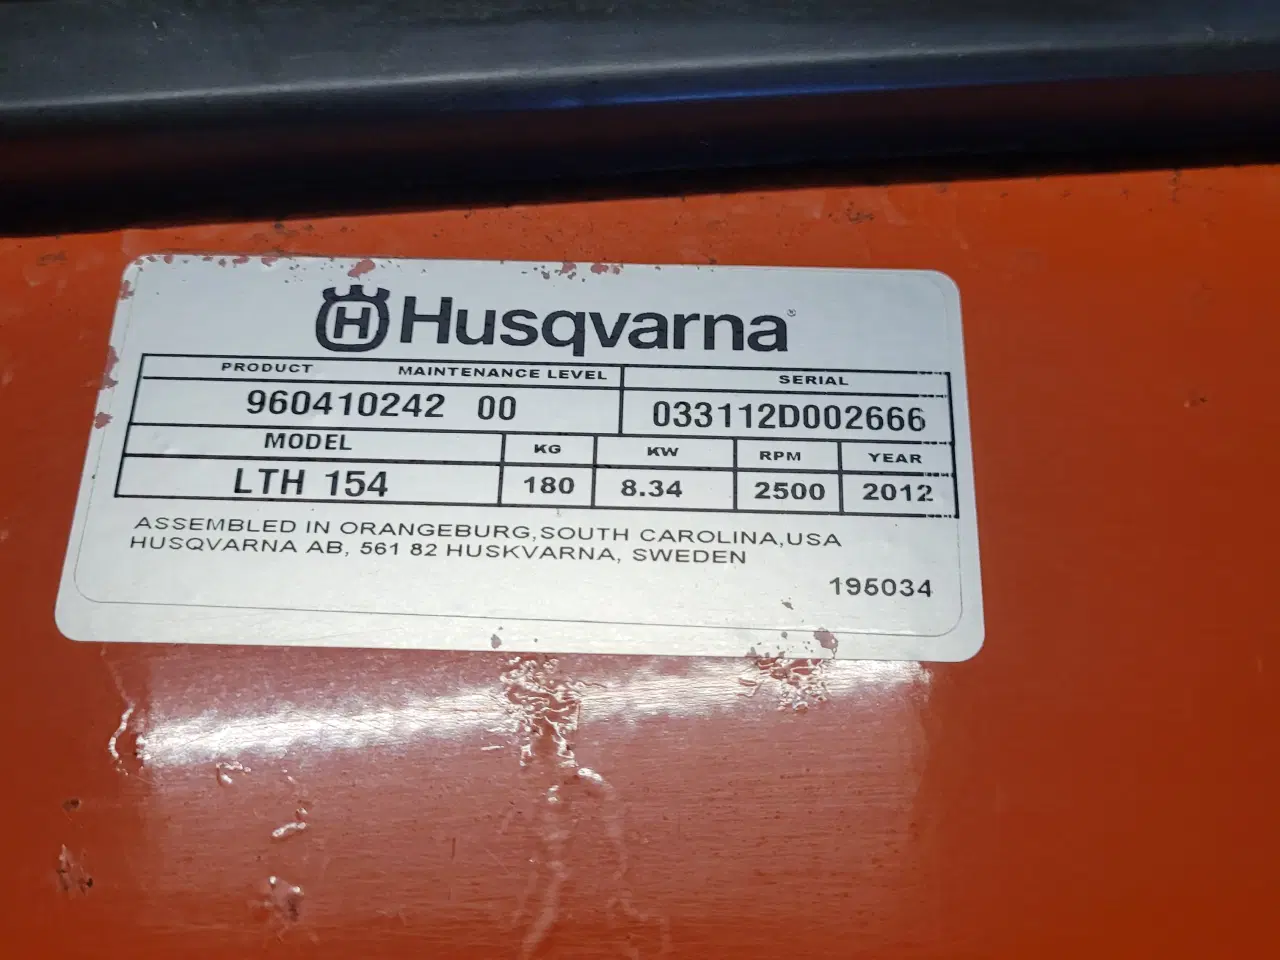 H Husqvarna®
PRODUCT MAINTENANCE LEVEL SERIAL
960410242 00 033112D002666
MODEL KG KW RPM YEAR
LTH 154 180 8.34 2500 2012
ASSEMBLED IN ORANGEBURG,SOUTH CAROLINA,USA
HUSQVARNA AB, 561 82 HUSKVARNA, SWEDEN
195034